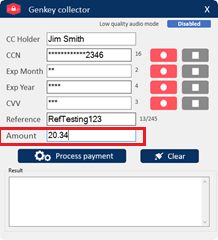 Genkey collector
Low quality audio mode Disabled
CC Holder Jim Smith
CCN ************2346 16
Exp Month ** 2
Exp Year **** 4
CVV *** 3
Reference RefTesting123 13/245
Amount 20.34
Process payment Clear
Result